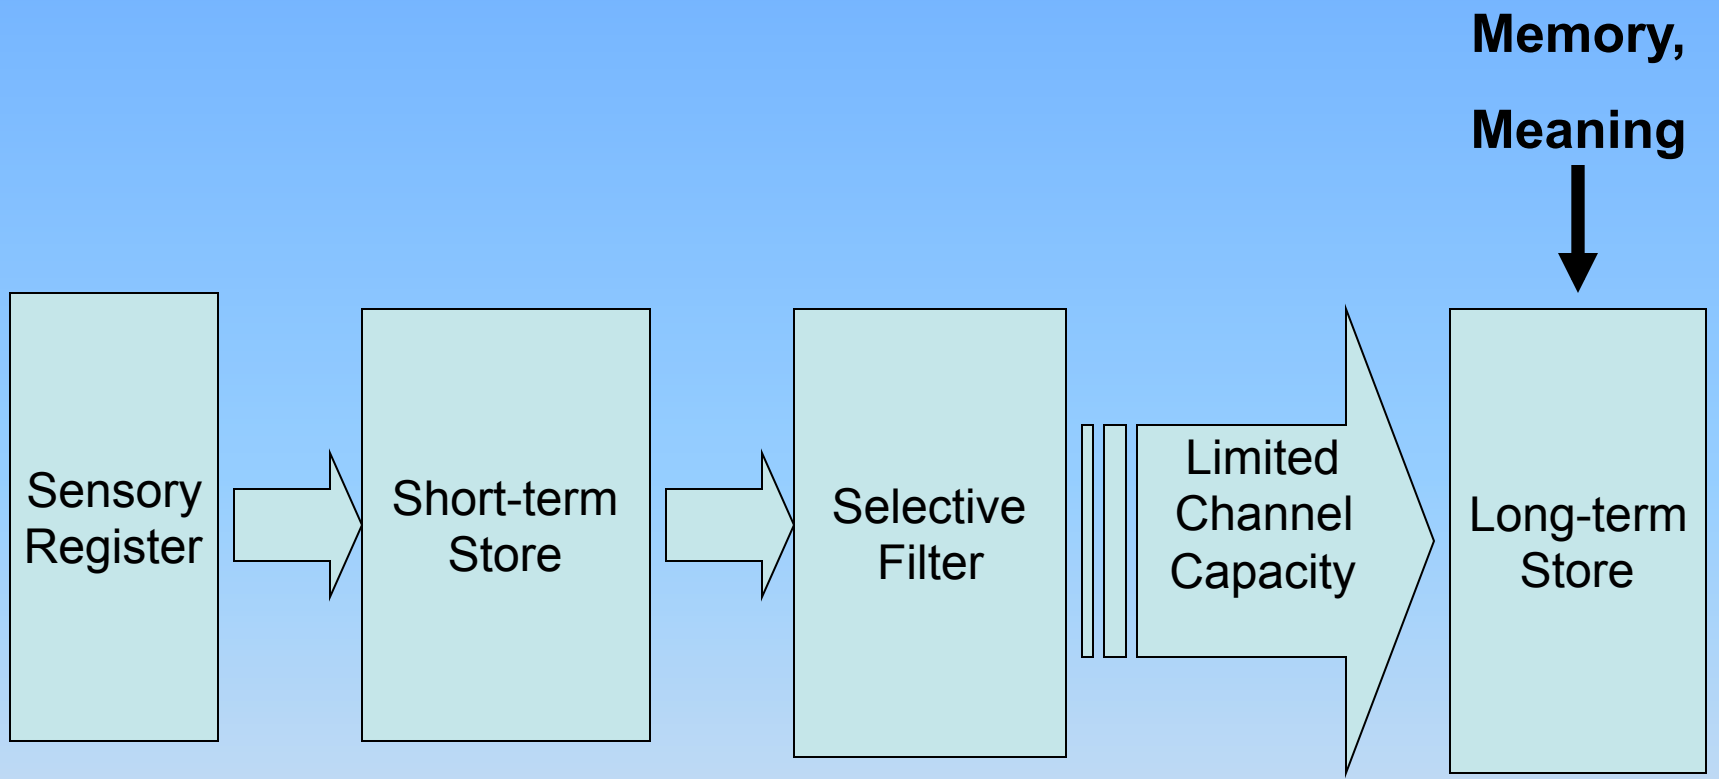 Memory,
Meaning
Sensory
Register
Short-term
Store
Selective
Filter
Limited
Channel
Capacity
Long-term
Store